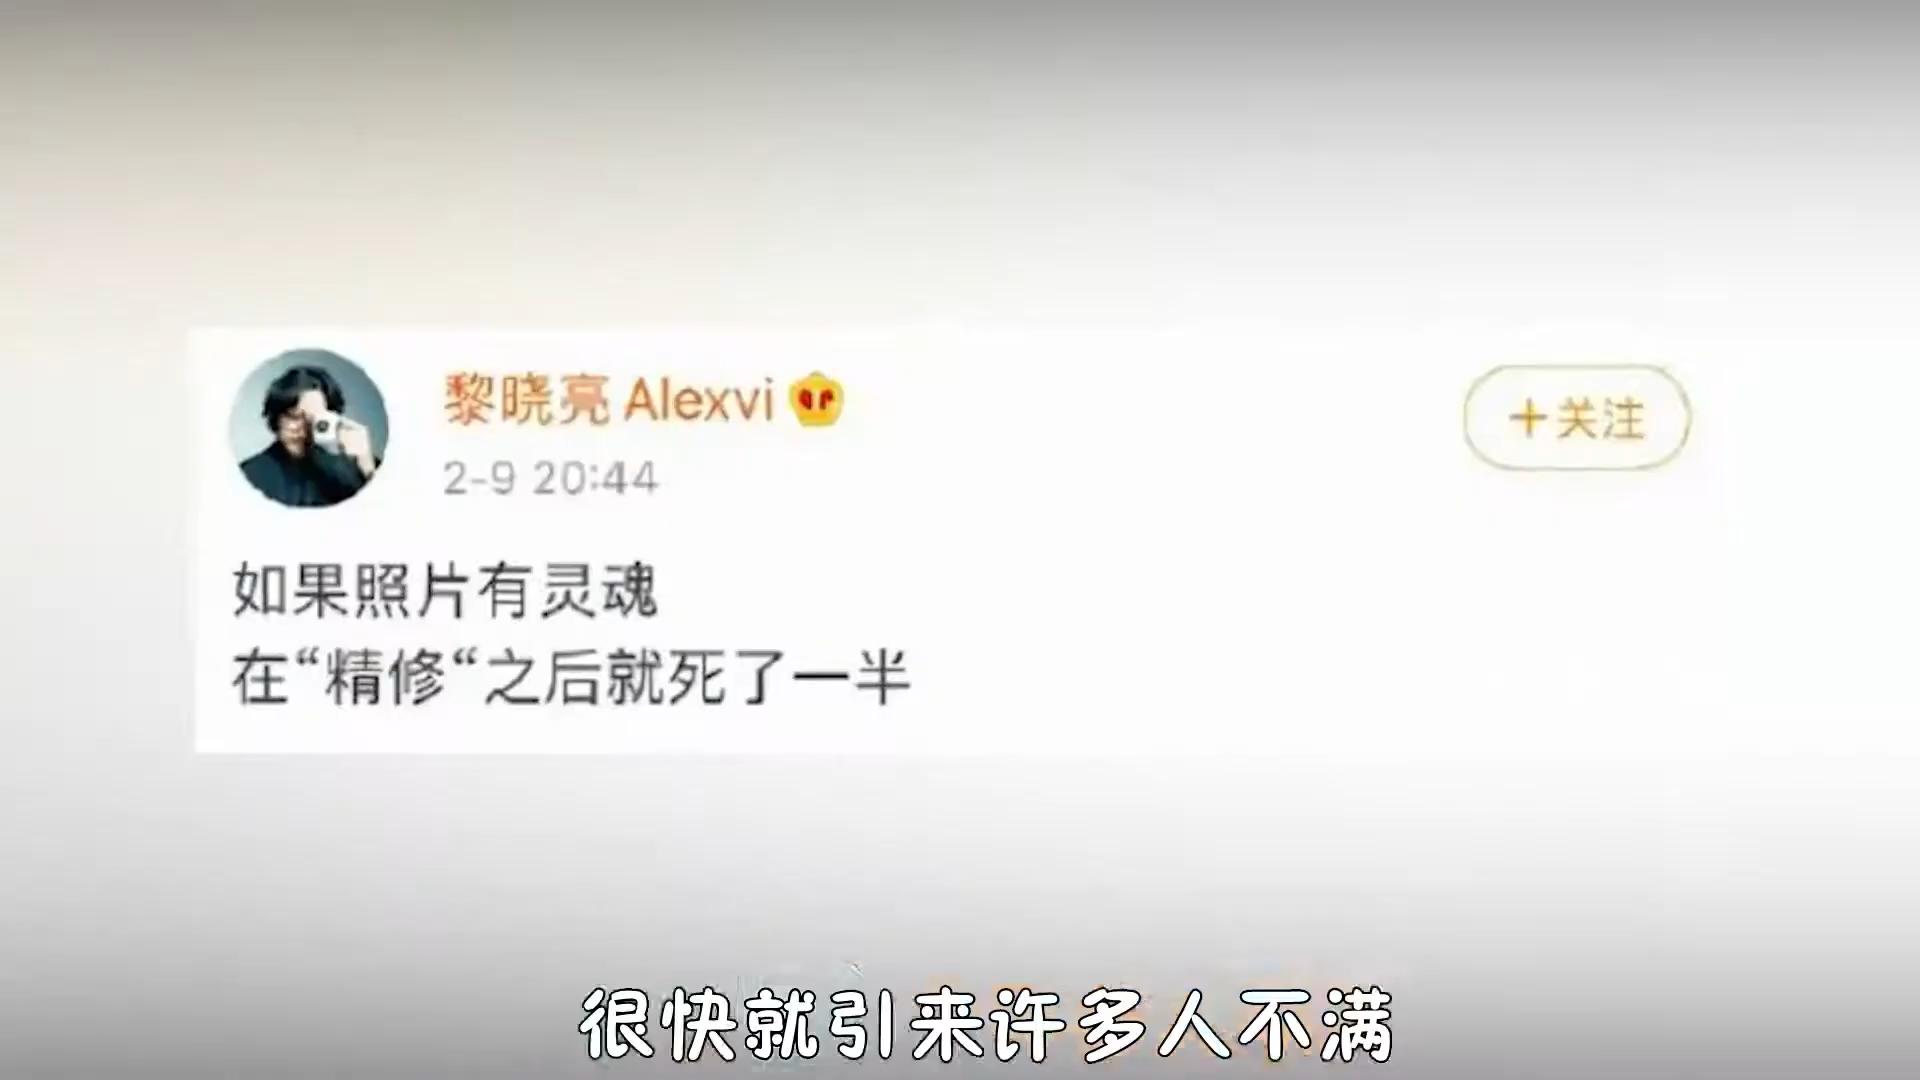 黎晓亮 Alexvi
2-9 20:44
+关注
如果照片有灵魂
在“精修“之后就死了一半
很快就引来许多人不满